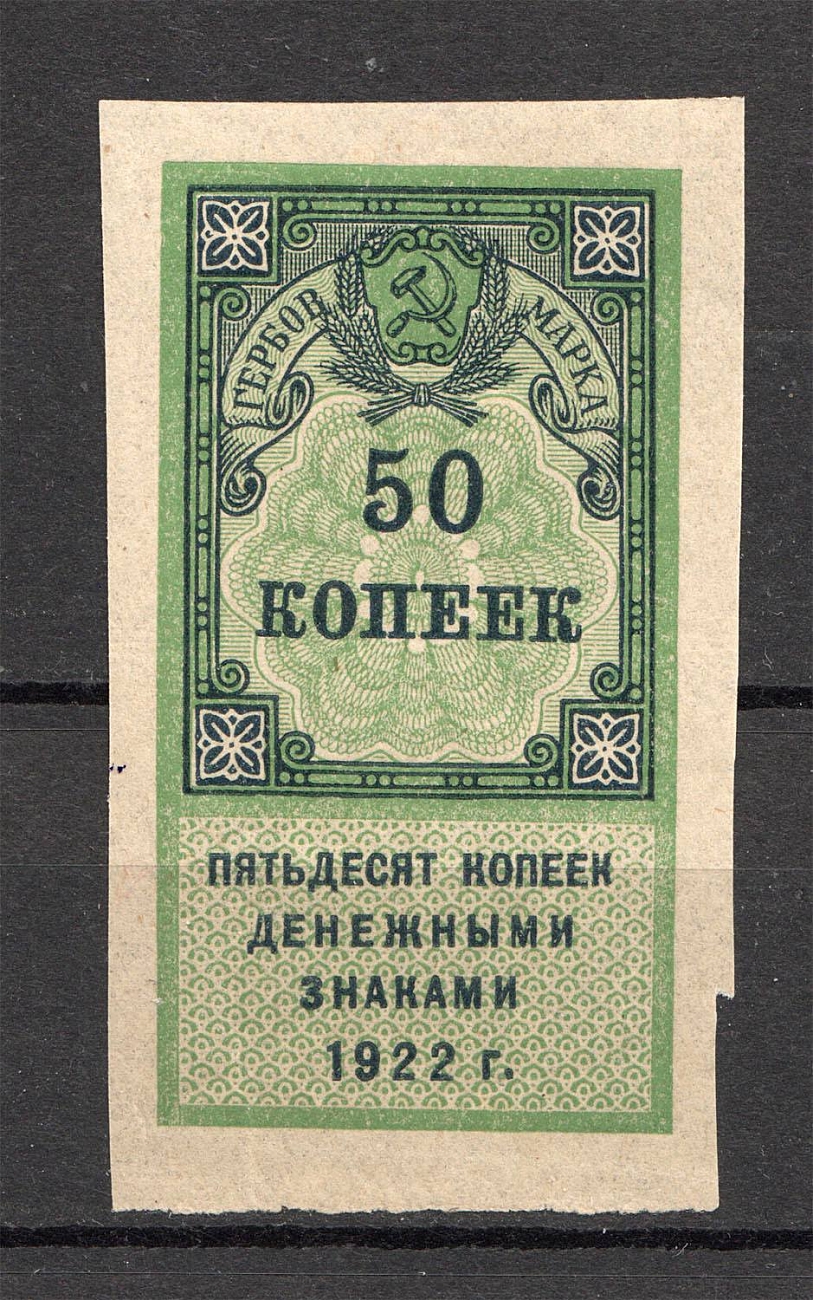 ГЕРБОВ МАРКА
50
КОПЕЕК
ПЯТЬДЕСЯТ КОПЕЕК
ДЕНЕЖНЫМИ
ЗНАКАМИ
1922 г.